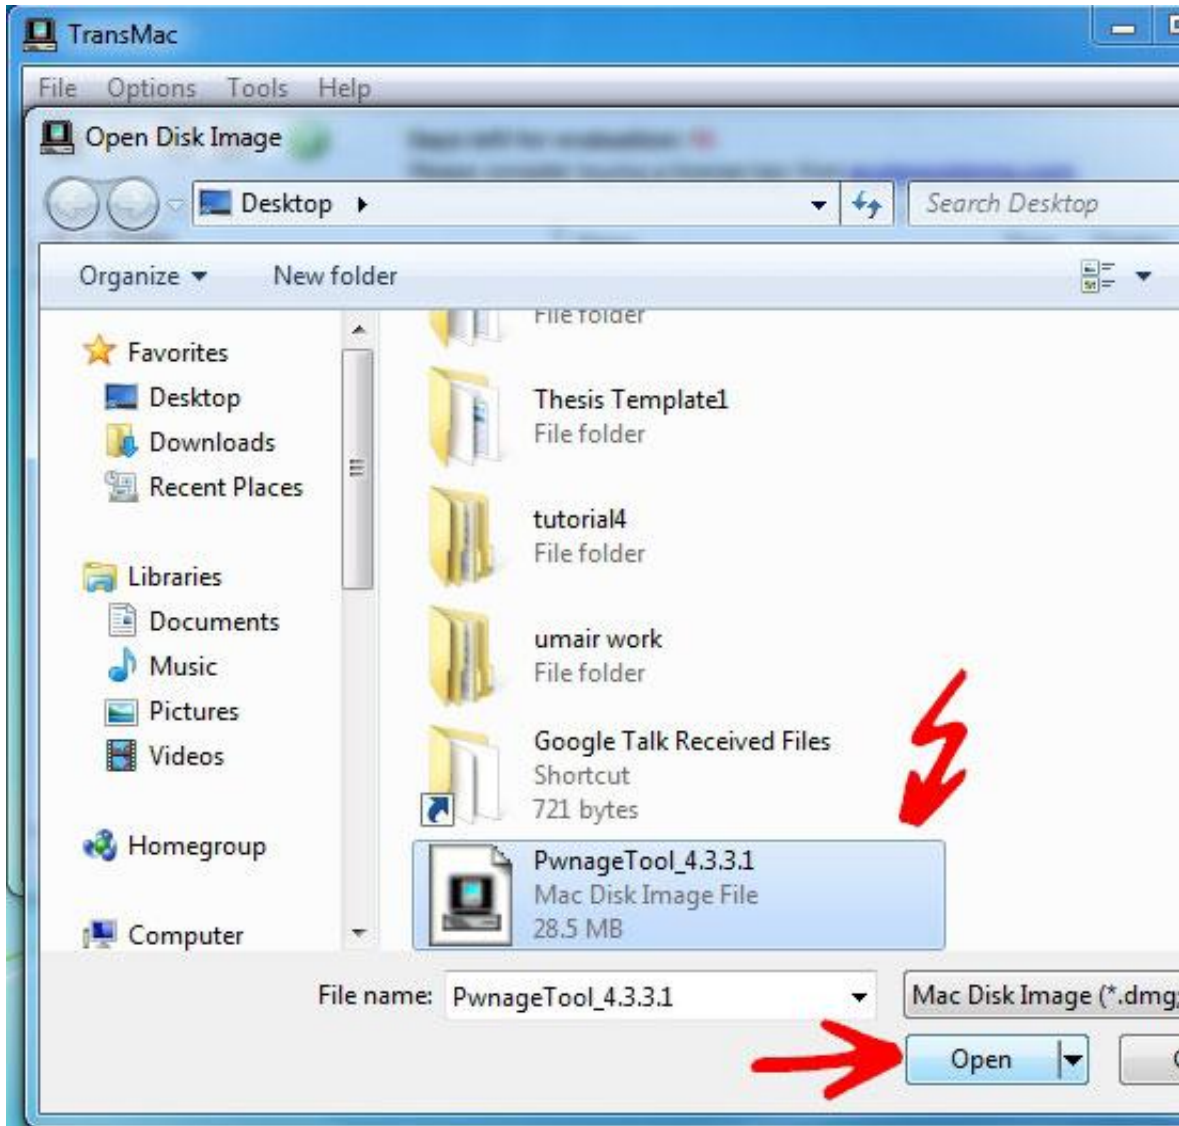 TransMac
File Options Tools Help
Open Disk Image
Desktop
Search Desktop
Organize New folder
File folder
Favorites
Desktop
Downloads
Recent Places
Libraries
Documents
Music
Pictures
Videos
Homegroup
Computer
Thesis Template1
File folder
tutorial4
File folder
umair work
File folder
Google Talk Received Files
Shortcut
721 bytes
PwnageTool_4.3.3.1
Mac Disk Image File
28.5 MB
File name: PwnageTool_4.3.3.1
Mac Disk Image (*.dmg;
Open